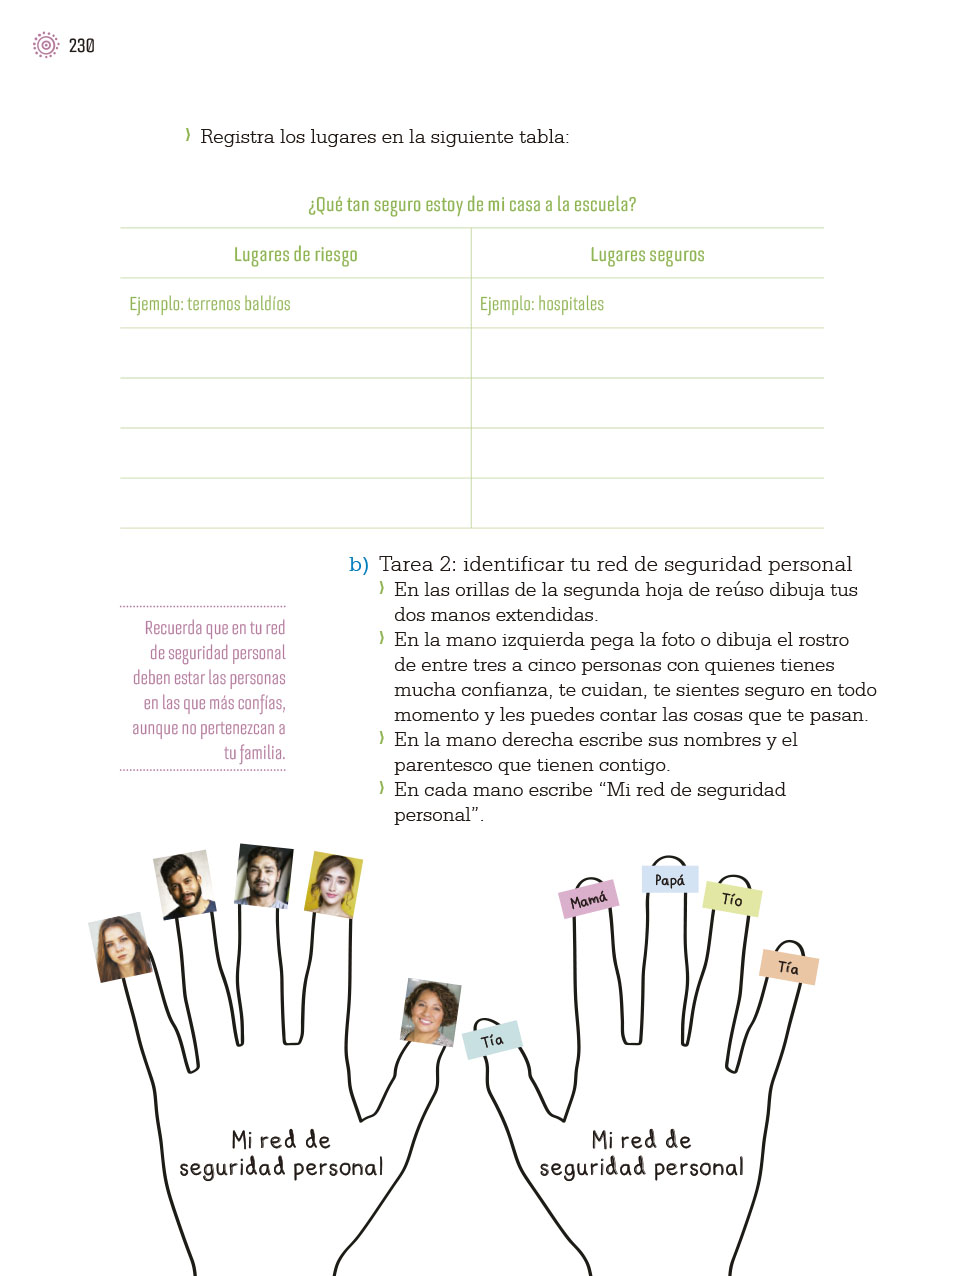 230
Registra los lugares en la siguiente tabla:
¿Qué tan seguro estoy de mi casa a la escuela?
Lugares de riesgo
Lugares seguros
Ejemplo: terrenos baldíos
Ejemplo: hospitales
b) Tarea 2: identificar tu red de seguridad personal
En las orillas de la segunda hoja de reúso dibuja tus
dos manos extendidas.
En la mano izquierda pega la foto o dibuja el rostro
de entre tres a cinco personas con quienes tienes
mucha confianza, te cuidan, te sientes seguro en todo
momento y les puedes contar las cosas que te pasan.
En la mano derecha escribe sus nombres y el
parentesco que tienen contigo.
En cada mano escribe “Mi red de seguridad
personal”.
Recuerda que en tu red
de seguridad personal
deben estar las personas
en las que más confías,
aunque no pertenezcan a
tu familia.
Mamá
Papá
Tío
Tía
Tía
Mi red de
seguridad personal
Mi red de
seguridad personal